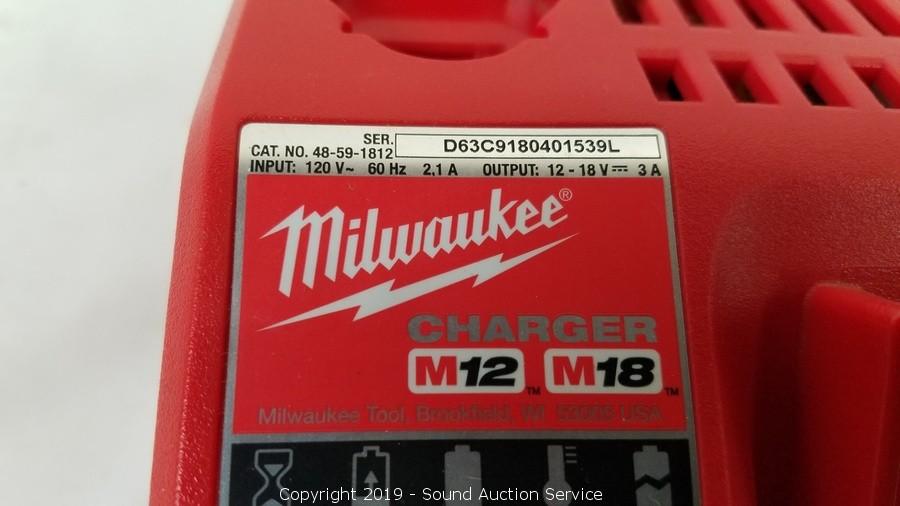 SER. D63C9180401539L
CAT. NO. 48-59-1812
INPUT: 120 V~ 60 Hz 2,1 A OUTPUT: 12 - 18 V⎓ 3 A
Milwaukee®
CHARGER
M12™ M18™
Milwaukee Tool, Brookfield, WI 53005 USA
Copyright 2019 - Sound Auction Service